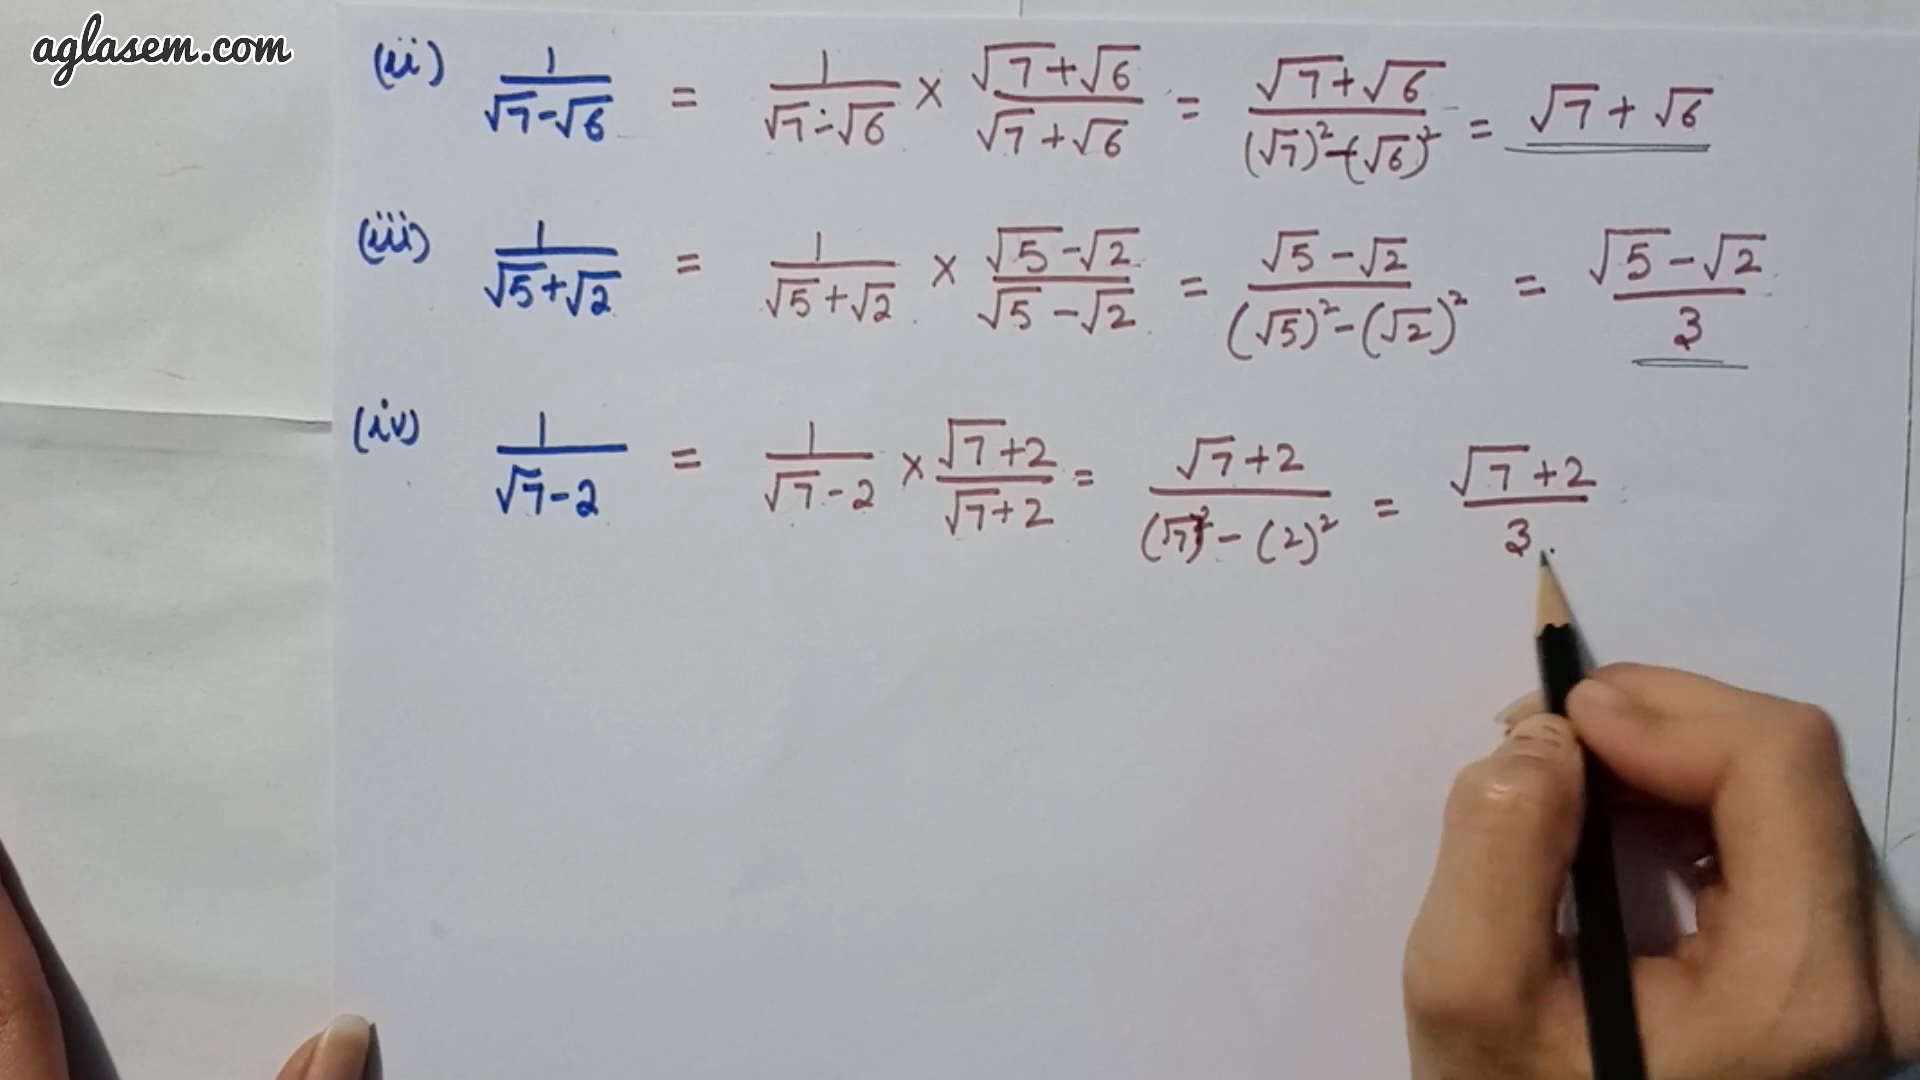 aglasem.com
(ii) 1/(√7-√6) = 1/(√7-√6) × (√7+√6)/(√7+√6) = (√7+√6)/((√7)²-(√6)²) = √7+√6
(iii) 1/(√5+√2) = 1/(√5+√2) × (√5-√2)/(√5-√2) = (√5-√2)/((√5)²-(√2)²) = (√5-√2)/3
(iv) 1/(√7-2) = 1/(√7-2) × (√7+2)/(√7+2) = (√7+2)/((√7)²-(2)²) = (√7+2)/3